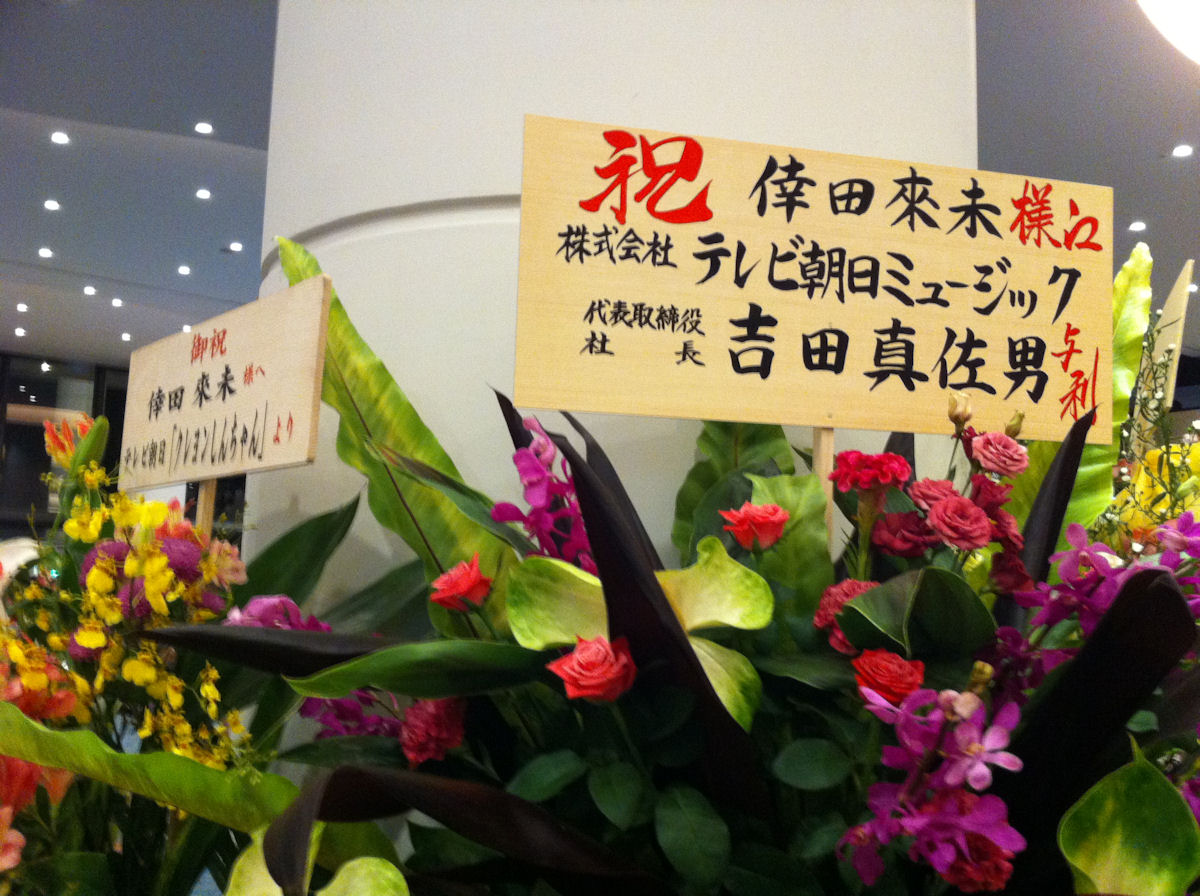 御祝
倖田 來未 様へ
テレビ朝日「クレヨンしんちゃん」より
祝 倖田來未様江
株式会社 テレビ朝日ミュージック
代表取締役
社長 吉田真佐男与利